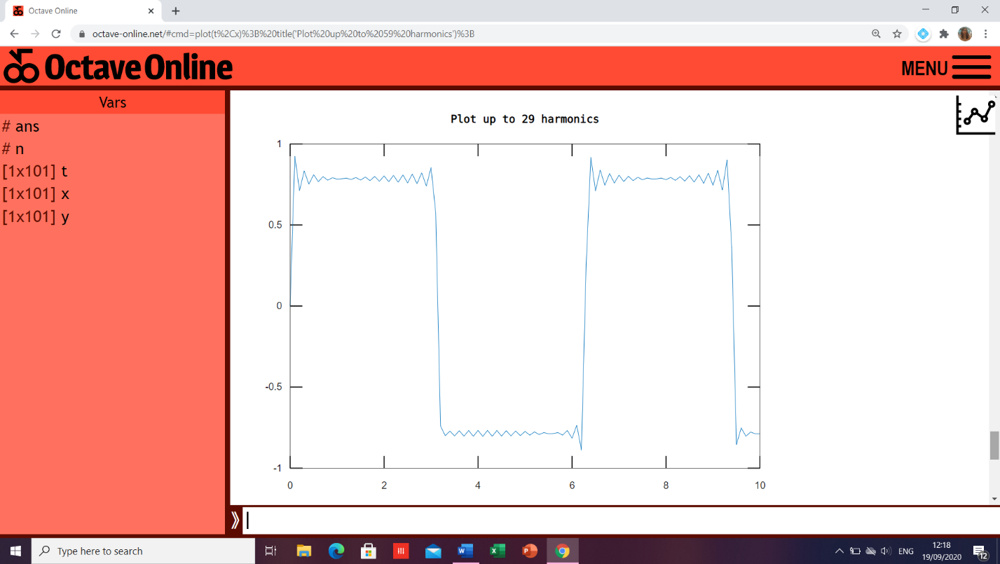 Octave Online
octave-online.net/#cmd=plot(t%2Cx)%3B%20title('Plot%20up%20to%2059%20harmonics')%3B
Octave Online
MENU
Vars
# ans
# n
[1x101] t
[1x101] x
[1x101] y
Plot up to 29 harmonics
1
0.5
0
-0.5
-1
0 2 4 6 8 10
Type here to search
W
X
P
ENG
12:18
19/09/2020
12